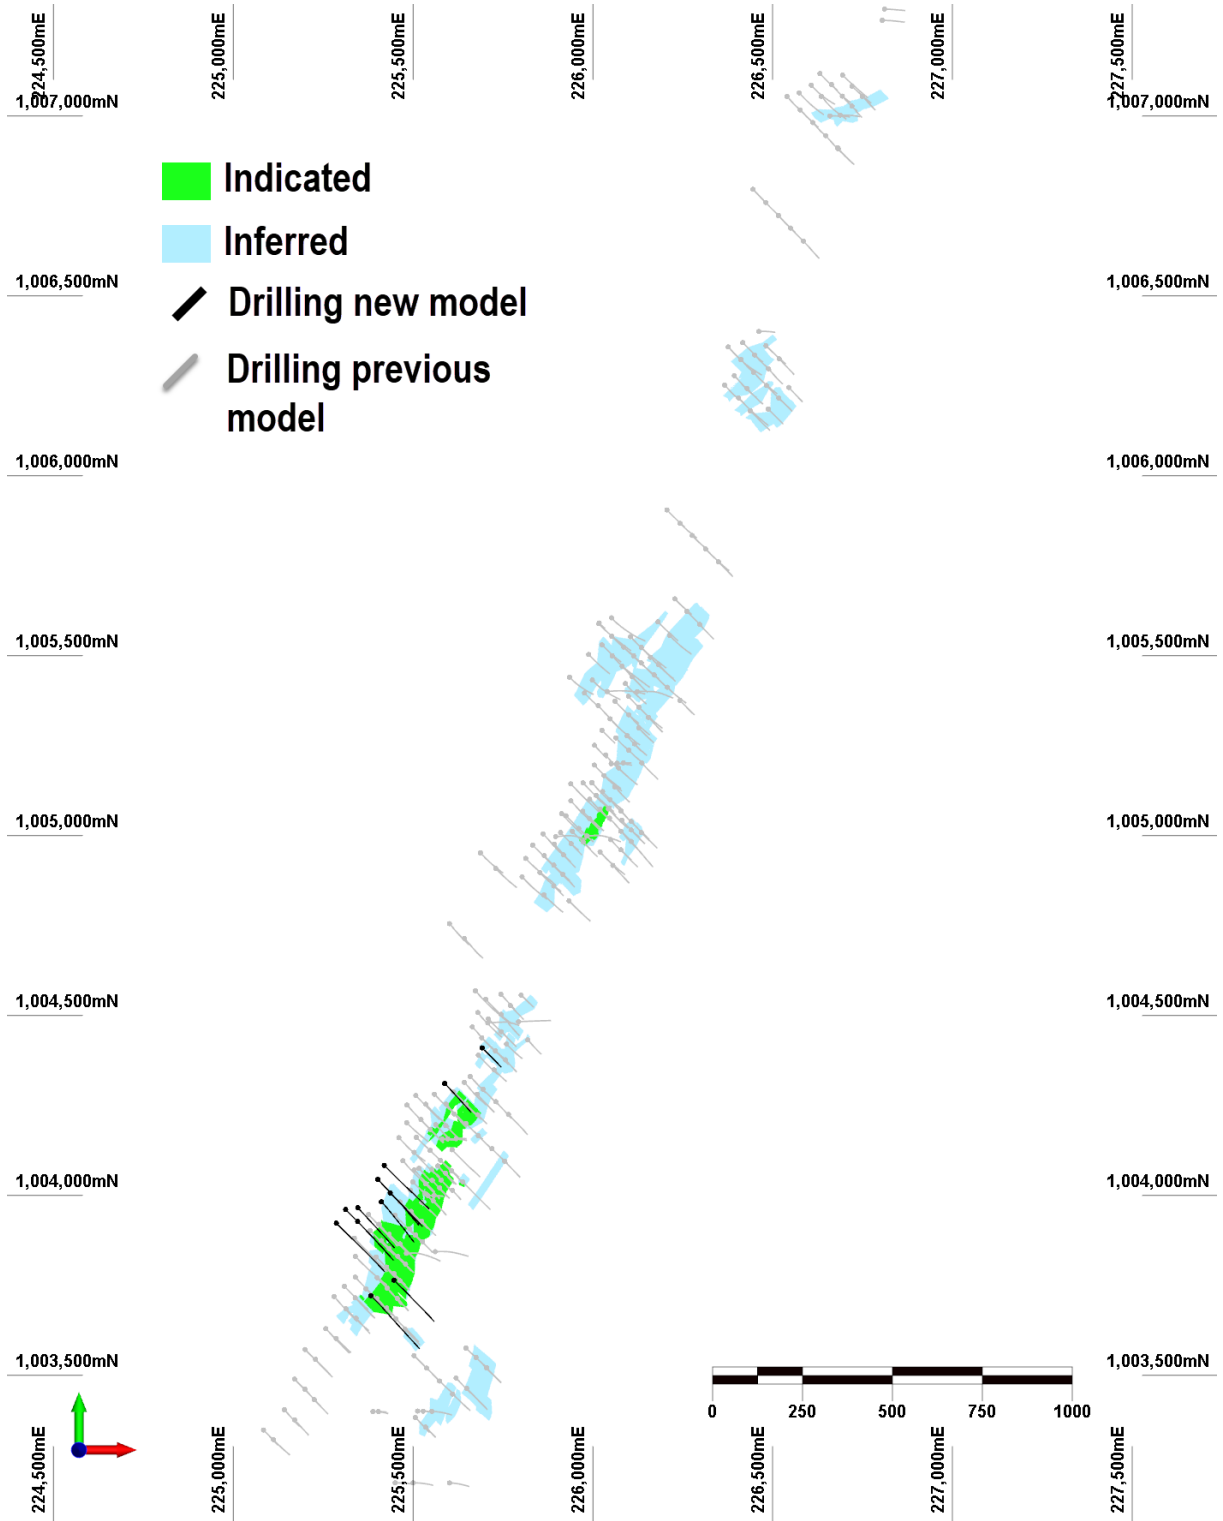 224,500mE
225,000mE
225,500mE
226,000mE
226,500mE
227,000mE
227,500mE
1,007,000mN
1,007,000mN
Indicated
Inferred
1,006,500mN
1,006,500mN
Drilling new model
Drilling previous
model
1,006,000mN
1,006,000mN
1,005,500mN
1,005,500mN
1,005,000mN
1,005,000mN
1,004,500mN
1,004,500mN
1,004,000mN
1,004,000mN
1,003,500mN
1,003,500mN
0 250 500 750 1000
224,500mE
225,000mE
225,500mE
226,000mE
226,500mE
227,000mE
227,500mE